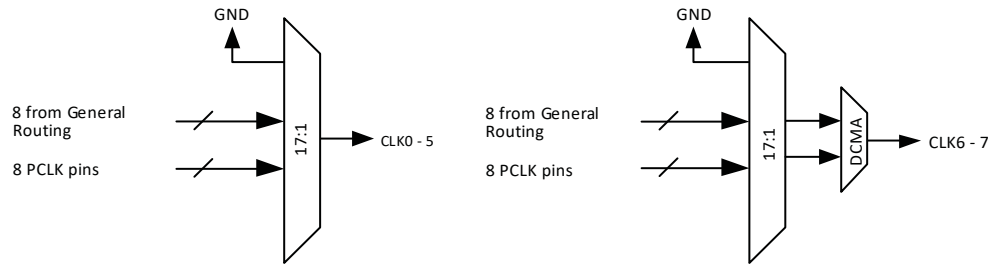 GND
8 from General
Routing
8 PCLK pins
17:1
CLK0 - 5
GND
8 from General
Routing
8 PCLK pins
17:1
DCMA
CLK6 - 7